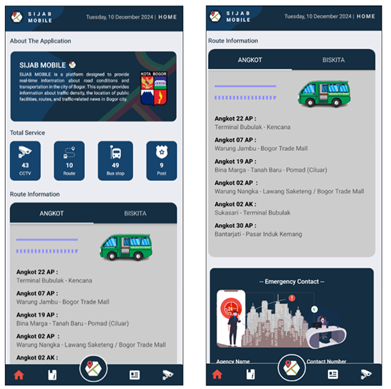 SIJAB
MOBILE
Tuesday, 10 December 2024 | HOME
About The Application
SIJAB MOBILE
SIJAB MOBILE is a platform designed to provide
real-time information about road conditions and
transportation in the city of Bogor. This system provides
information about traffic density, the location of public
facilities, routes, and traffic-related news in Bogor city.
KOTA BOGOR
Total Service
43
CCTV
10
Route
49
Bus stop
9
Post
Route Information
ANGKOT
BISKITA
Angkot 22 AP :
Terminal Bubulak - Kencana
Angkot 07 AP :
Warung Jambu - Bogor Trade Mall
Angkot 19 AP :
Bina Marga - Tanah Baru - Pomad (Ciluar)
Angkot 02 AP :
Warung Nangka - Lawang Saketeng / Bogor Trade Mall
Angkot 02 AK :
SIJAB
MOBILE
Tuesday, 10 December 2024 | HOME
Route Information
ANGKOT
BISKITA
Angkot 22 AP :
Terminal Bubulak - Kencana
Angkot 07 AP :
Warung Jambu - Bogor Trade Mall
Angkot 19 AP :
Bina Marga - Tanah Baru - Pomad (Ciluar)
Angkot 02 AP :
Warung Nangka - Lawang Saketeng / Bogor Trade Mall
Angkot 02 AK :
Sukasari - Terminal Bubulak
Angkot 30 AP :
Bantarjati - Pasar Induk Kemang
-- Emergency Contact --
Agency Name
Contact Number